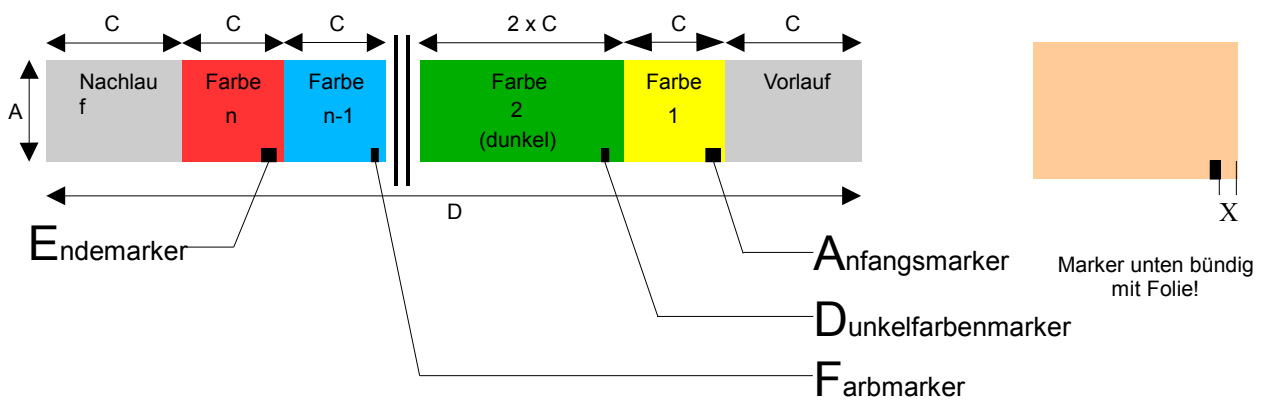 C C C 2 x C C C
A
Nachlau
f
Farbe
n
Farbe
n-1
Farbe
2
(dunkel)
Farbe
1
Vorlauf
D
X
Endemarker
Anfangsmarker
Dunkelfarbenmarker
Farbmarker
Marker unten bündig
mit Folie!